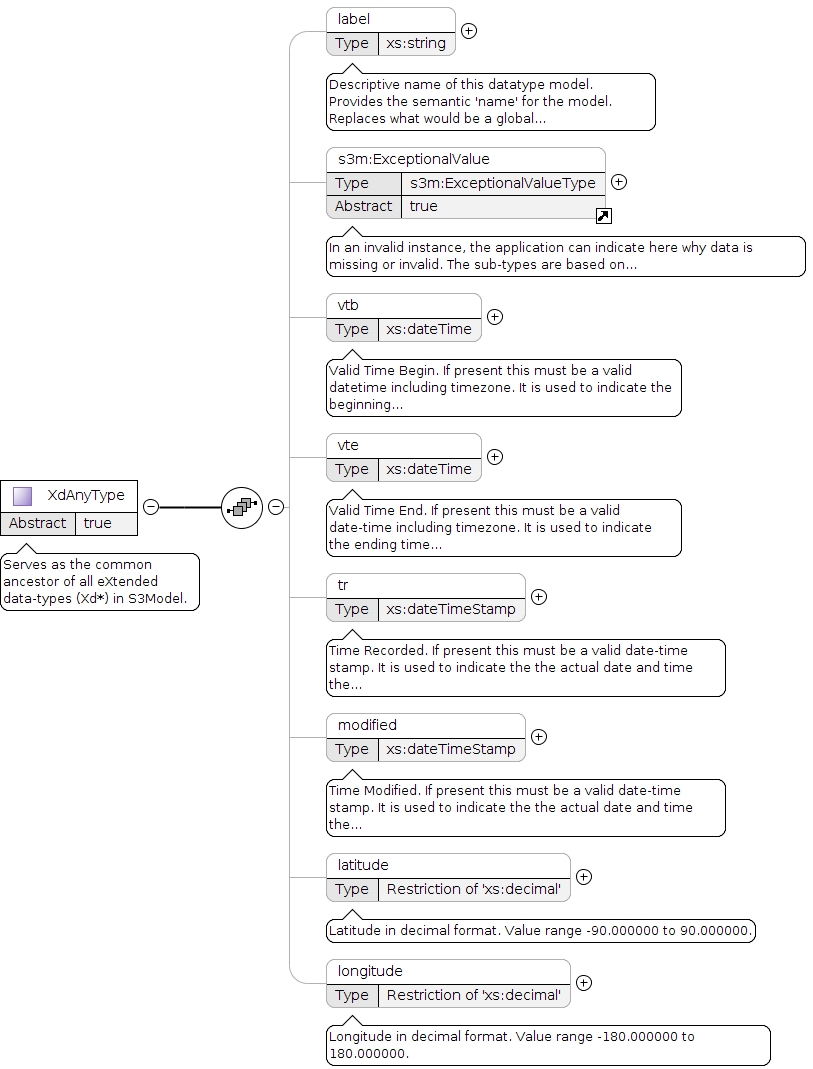 label
Type xs:string
Descriptive name of this datatype model.
Provides the semantic 'name' for the model.
Replaces what would be a global...
s3m:ExceptionalValue
Type s3m:ExceptionalValueType
Abstract true
In an invalid instance, the application can indicate here why data is
missing or invalid. The sub-types are based on...
vtb
Type xs:dateTime
Valid Time Begin. If present this must be a valid
datetime including timezone. It is used to indicate the
beginning...
vte
Type xs:dateTime
XdAnyType
Abstract true
Serves as the common
ancestor of all eXtended
data-types (Xd*) in S3Model.
Valid Time End. If present this must be a valid
date-time including timezone. It is used to indicate
the ending time...
tr
Type xs:dateTimeStamp
Time Recorded. If present this must be a valid date-time
stamp. It is used to indicate the the actual date and time
the...
modified
Type xs:dateTimeStamp
Time Modified. If present this must be a valid date-time
stamp. It is used to indicate the the actual date and time
the...
latitude
Type Restriction of 'xs:decimal'
Latitude in decimal format. Value range -90.000000 to 90.000000.
longitude
Type Restriction of 'xs:decimal'
Longitude in decimal format. Value range -180.000000 to
180.000000.